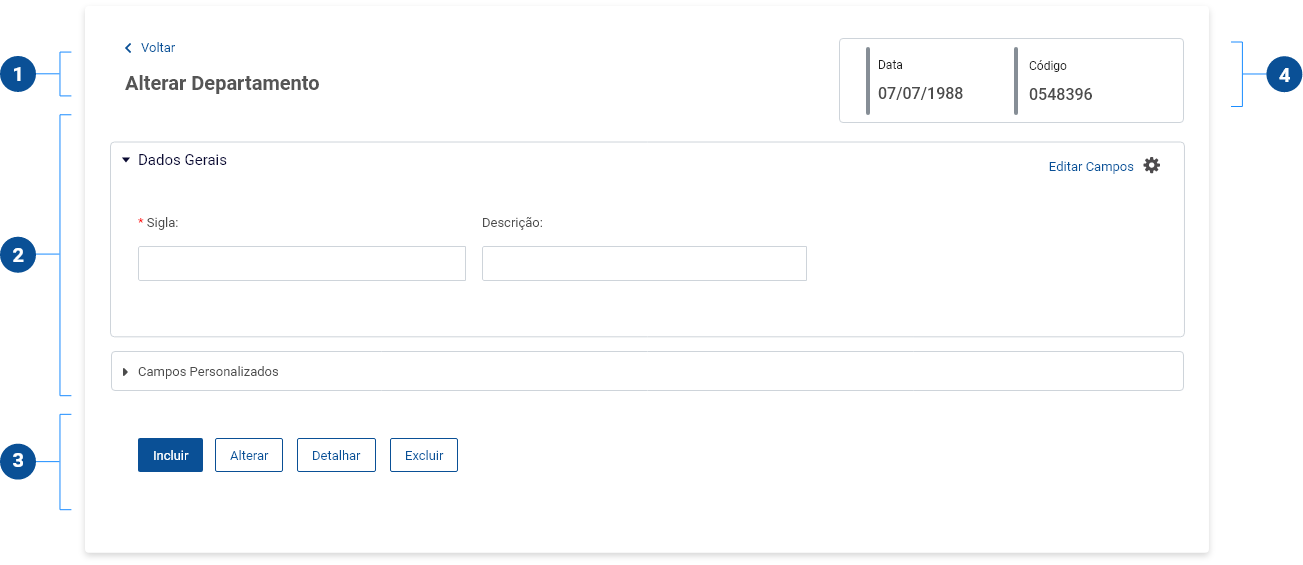 Voltar
Alterar Departamento
Data
07/07/1988
Código
0548396
1
4
Dados Gerais
Editar Campos
* Sigla:
Descrição:
2
Campos Personalizados
3
Incluir
Alterar
Detalhar
Excluir